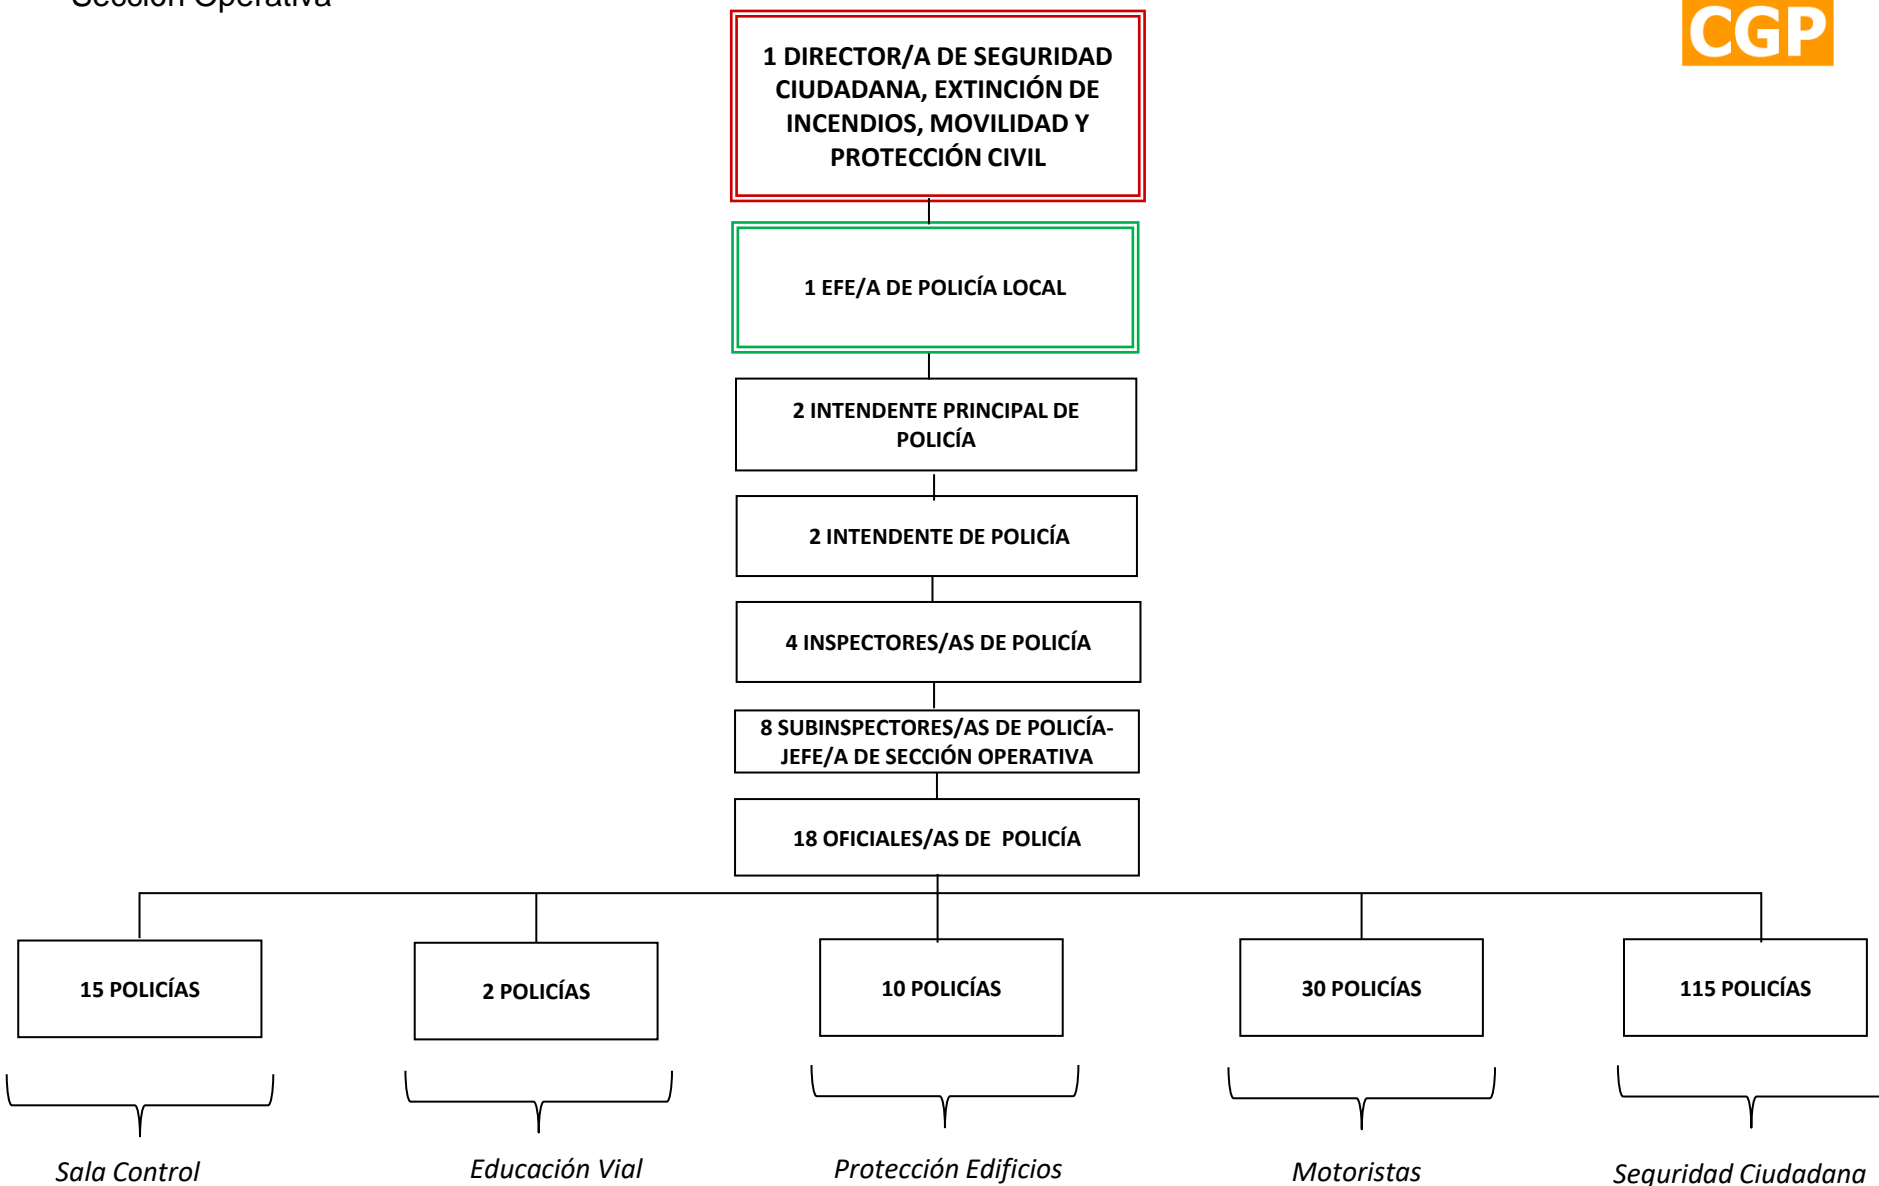 Sección Operativa
CGP
1 DIRECTOR/A DE SEGURIDAD
CIUDADANA, EXTINCIÓN DE
INCENDIOS, MOVILIDAD Y
PROTECCIÓN CIVIL
1 EFE/A DE POLICÍA LOCAL
2 INTENDENTE PRINCIPAL DE
POLICÍA
2 INTENDENTE DE POLICÍA
4 INSPECTORES/AS DE POLICÍA
8 SUBINSPECTORES/AS DE POLICÍA-
JEFE/A DE SECCIÓN OPERATIVA
18 OFICIALES/AS DE POLICÍA
15 POLICÍAS
2 POLICÍAS
10 POLICÍAS
30 POLICÍAS
115 POLICÍAS
Sala Control
Educación Vial
Protección Edificios
Motoristas
Seguridad Ciudadana